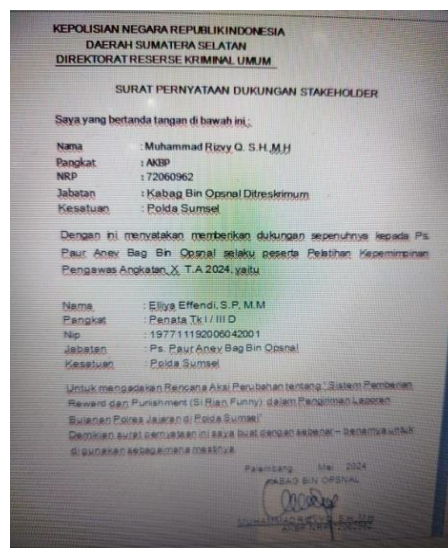 KEPOLISIAN NEGARA REPUBLIK INDONESIA
DAERAH SUMATERA SELATAN
DIREKTORAT RESERSE KRIMINAL UMUM
SURAT PERNYATAAN DUKUNGAN STAKEHOLDER
Saya yang bertanda tangan di bawah ini :
Nama : Muhammad Rizvy Q. S.H.,M.H
Pangkat : AKBP
NRP : 72060962
Jabatan : Kabag Bin Opsnal Ditreskrimum
Kesatuan : Polda Sumsel
Dengan ini menyatakan memberikan dukungan sepenuhnya kepada Ps.
Paur Anev Bag Bin Opsnal selaku peserta Pelatihan Kepemimpinan
Pengawas Angkatan X T.A 2024, yaitu
Nama : Eliya Effendi, S.P, M.M
Pangkat : Penata Tk I / III D
Nip : 197711192006042001
Jabatan : Ps. Paur Anev Bag Bin Opsnal
Kesatuan : Polda Sumsel
Untuk mengadakan Rencana Aksi Perubahan tentang "Sistem Pemberian
Reward dan Punishment (Si Rian Funny) dalam Pengiriman Laporan
Bulanan Polres Jajaran di Polda Sumsel"
Demikian surat pernyataan ini saya buat dengan sebenar – benarnya untuk
di gunakan sebagaimana mestinya
Palembang Mei 2024
KABAG BIN OPSNAL